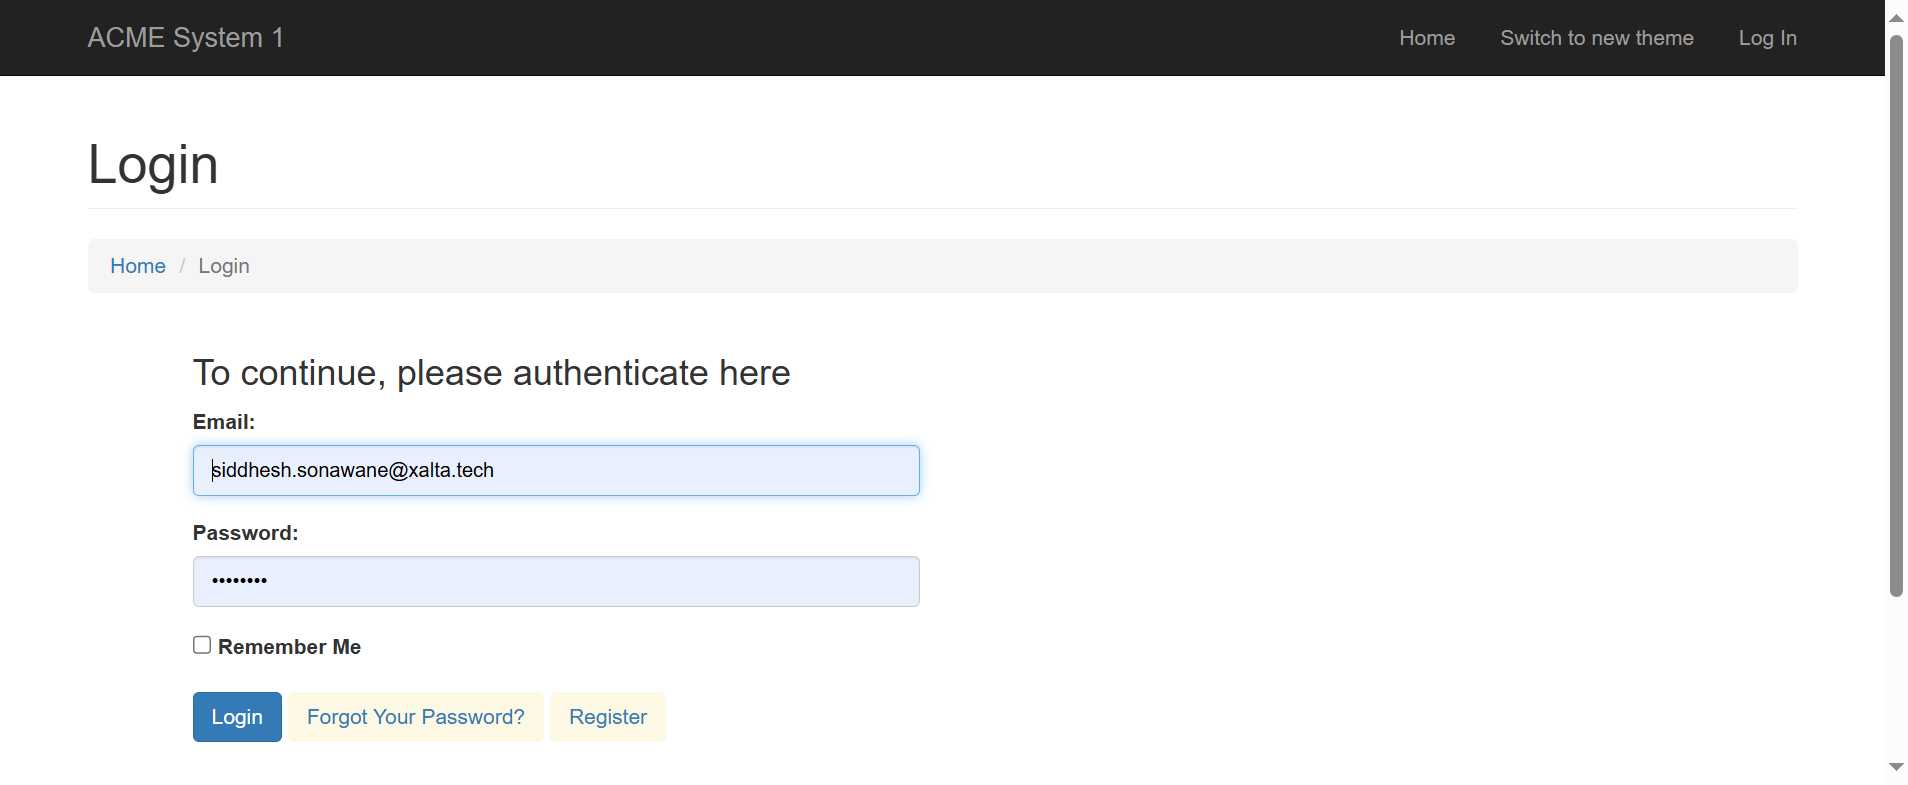 ACME System 1 Home Switch to new theme Log In
Login
Home / Login
To continue, please authenticate here
Email:
siddhesh.sonawane@xalta.tech
Password:
••••••••
Remember Me
Login Forgot Your Password? Register